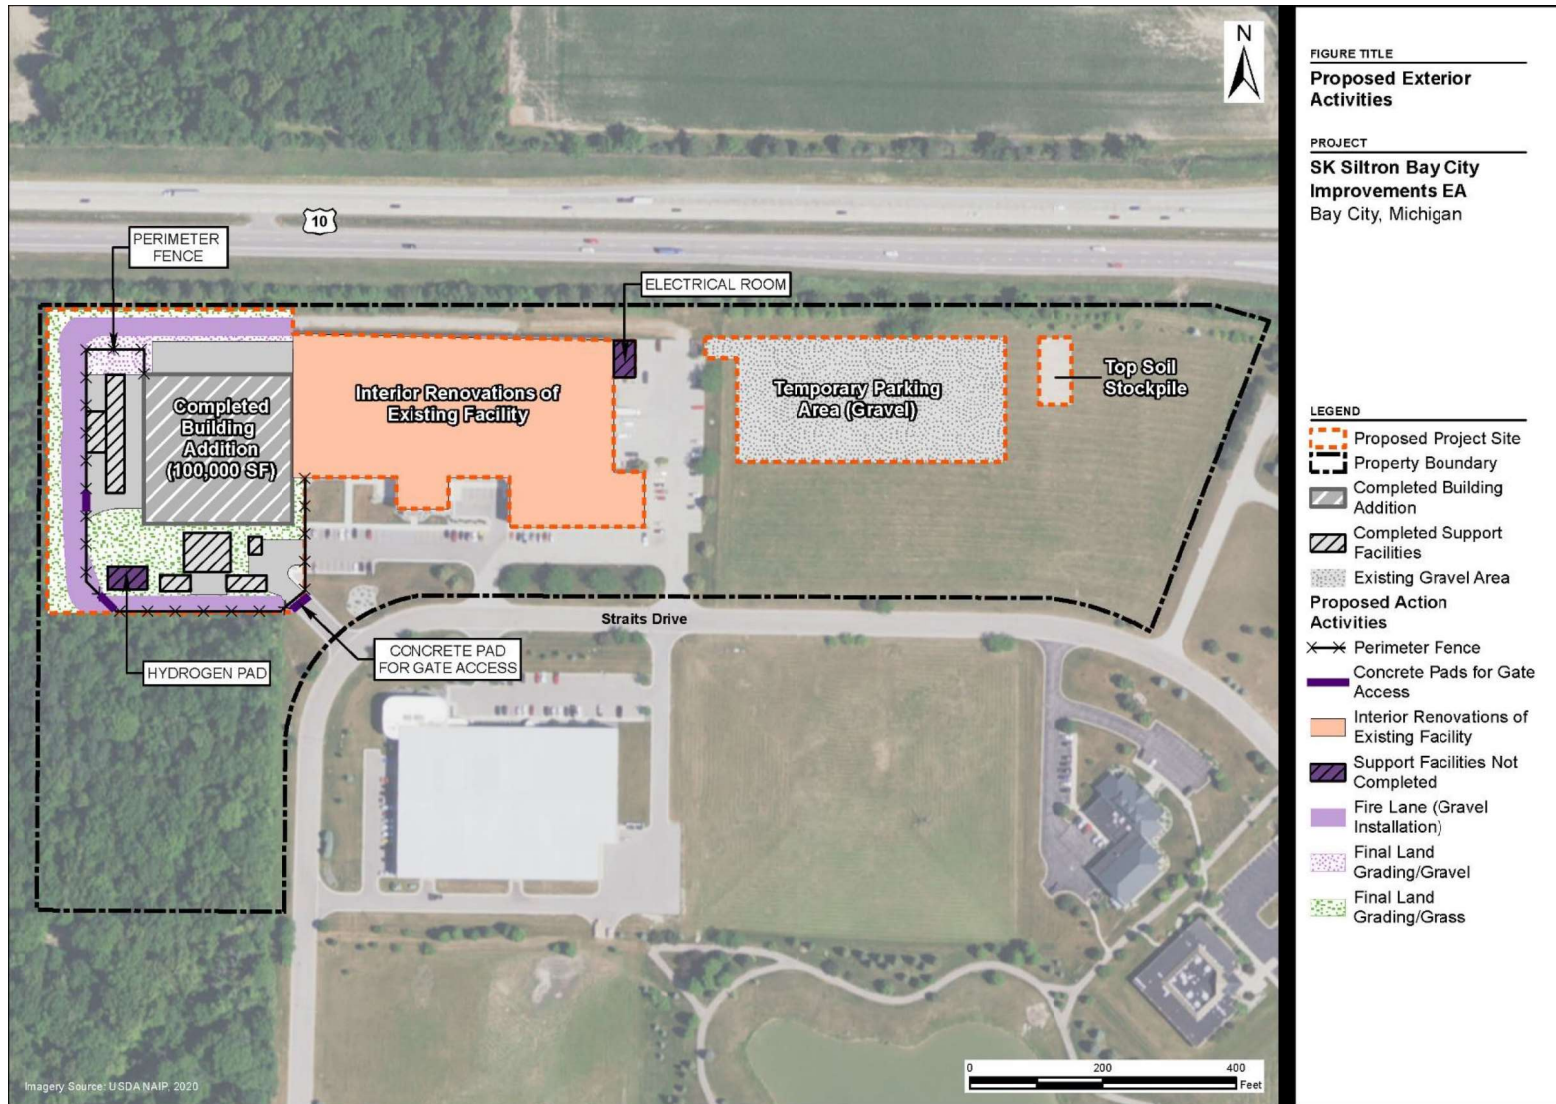 N
10
PERIMETER
FENCE
ELECTRICAL ROOM
Completed
Building
Addition
(100,000 SF)
Interior Renovations of
Existing Facility
Temporary Parking
Area (Gravel)
Top Soil
Stockpile
Straits Drive
HYDROGEN PAD
CONCRETE PAD
FOR GATE ACCESS
Imagery Source: USDA NAIP, 2020
0 200 400
Feet
FIGURE TITLE
Proposed Exterior
Activities
PROJECT
SK Siltron Bay City
Improvements EA
Bay City, Michigan
LEGEND
Proposed Project Site
Property Boundary
Completed Building
Addition
Completed Support
Facilities
Existing Gravel Area
Proposed Action
Activities
Perimeter Fence
Concrete Pads for Gate
Access
Interior Renovations of
Existing Facility
Support Facilities Not
Completed
Fire Lane (Gravel
Installation)
Final Land
Grading/Gravel
Final Land
Grading/Grass